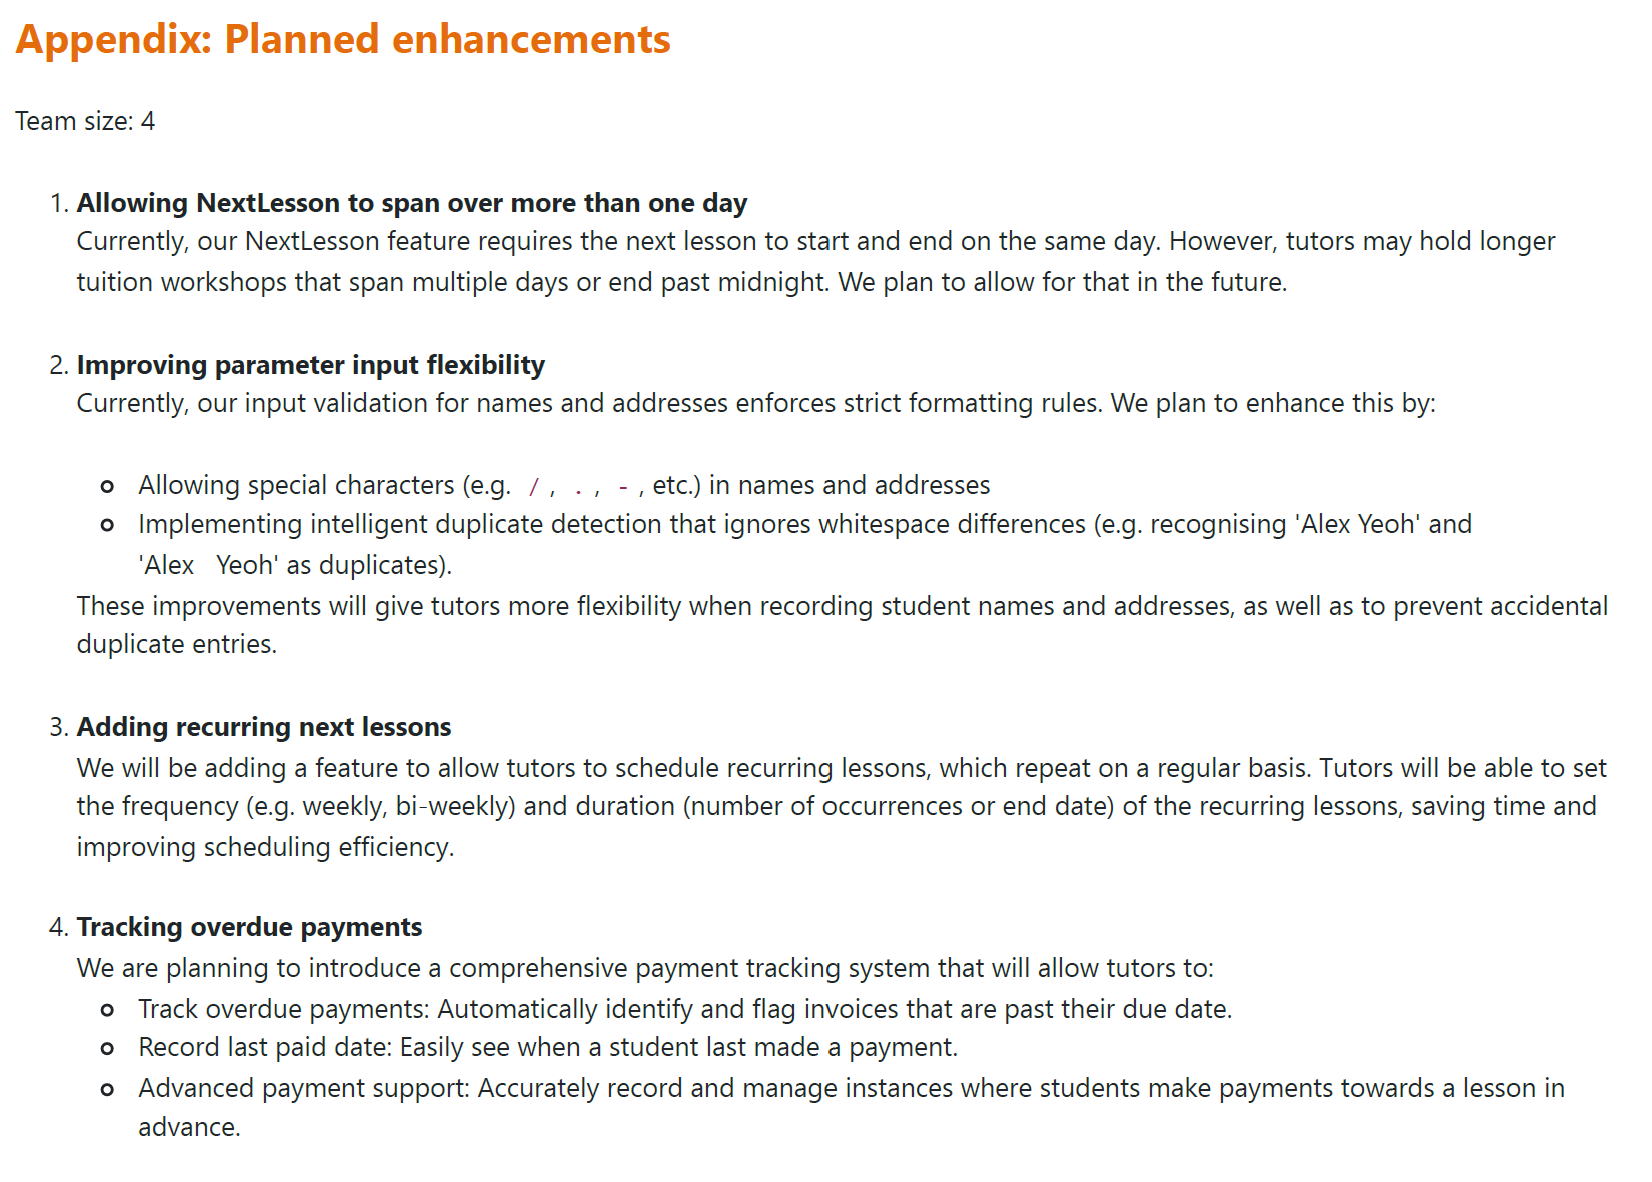 Appendix: Planned enhancements
Team size: 4
1. Allowing NextLesson to span over more than one day
Currently, our NextLesson feature requires the next lesson to start and end on the same day. However, tutors may hold longer
tuition workshops that span multiple days or end past midnight. We plan to allow for that in the future.
2. Improving parameter input flexibility
Currently, our input validation for names and addresses enforces strict formatting rules. We plan to enhance this by:
Allowing special characters (e.g. /, ., -, etc.) in names and addresses
Implementing intelligent duplicate detection that ignores whitespace differences (e.g. recognising 'Alex Yeoh' and
'Alex   Yeoh' as duplicates).
These improvements will give tutors more flexibility when recording student names and addresses, as well as to prevent accidental
duplicate entries.
3. Adding recurring next lessons
We will be adding a feature to allow tutors to schedule recurring lessons, which repeat on a regular basis. Tutors will be able to set
the frequency (e.g. weekly, bi-weekly) and duration (number of occurrences or end date) of the recurring lessons, saving time and
improving scheduling efficiency.
4. Tracking overdue payments
We are planning to introduce a comprehensive payment tracking system that will allow tutors to:
Track overdue payments: Automatically identify and flag invoices that are past their due date.
Record last paid date: Easily see when a student last made a payment.
Advanced payment support: Accurately record and manage instances where students make payments towards a lesson in
advance.